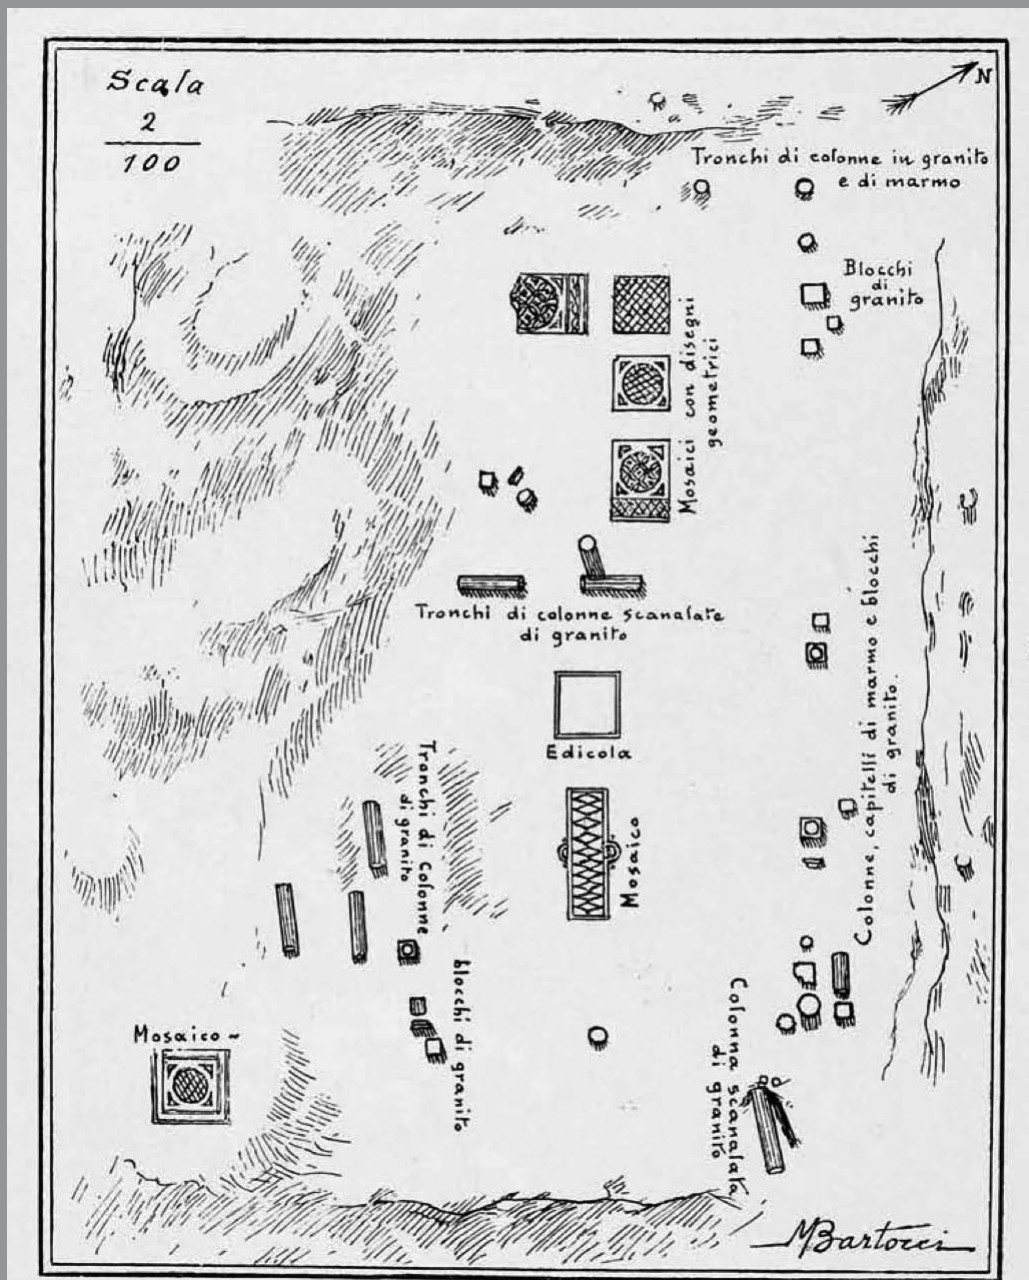 Scala
2
100
N
Tronchi di colonne in granito
e di marmo
Blocchi
di
granito
Mosaici con disegni
geometrici
Tronchi di colonne scanalate
di granito
Edicola
Colonne, capitelli di marmo e blocchi
di granito.
Tronchi di colonne
di granito
Mosaico
blocchi di granito
Mosaico ~
Colonna scanalata
di granito
MBartocci